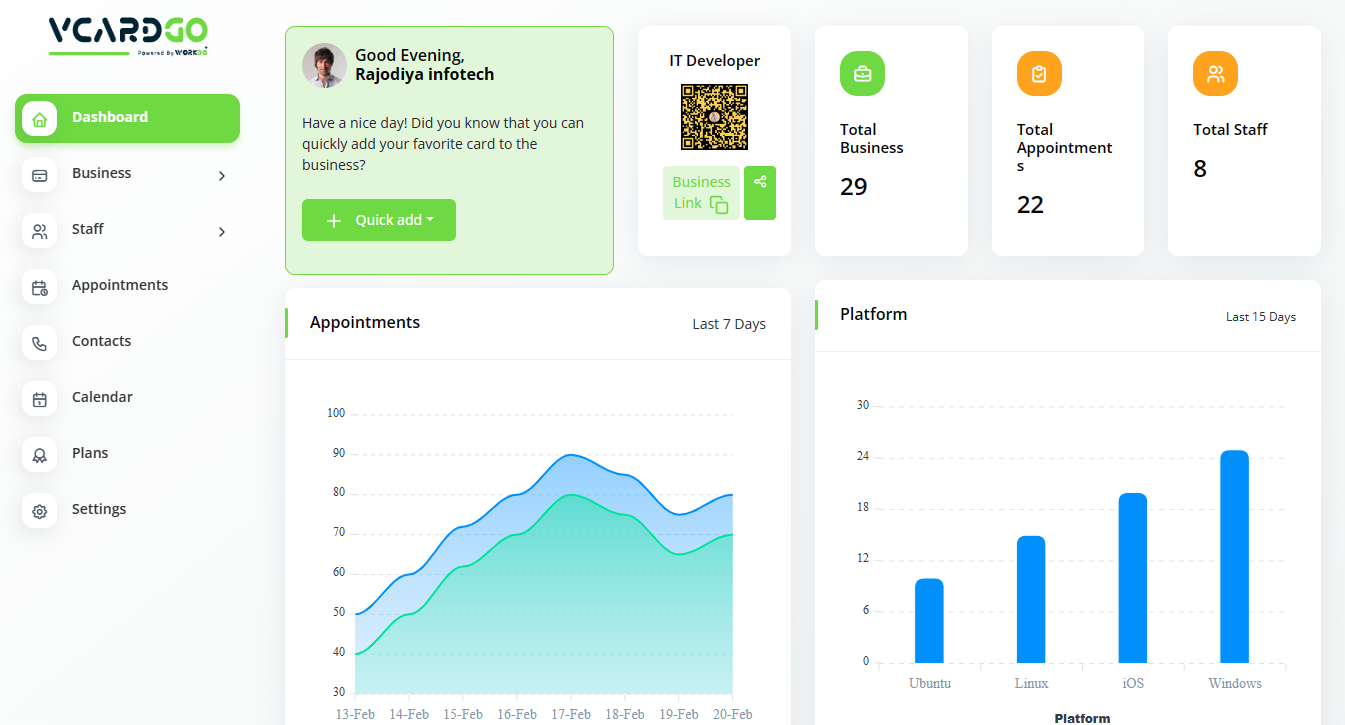 VCARDGO
Powered By WORKDO
Dashboard
Business
Staff
Appointments
Contacts
Calendar
Plans
Settings
Good Evening,
Rajodiya infotech
Have a nice day! Did you know that you can
quickly add your favorite card to the
business?
Quick add
IT Developer
Business
Link
Total
Business
29
Total
Appointment
s
22
Total Staff
8
Appointments
Last 7 Days
100
90
80
70
60
50
40
30
13-Feb 14-Feb 15-Feb 16-Feb 17-Feb 18-Feb 19-Feb 20-Feb
Platform
Last 15 Days
30
24
18
12
6
0
Ubuntu Linux iOS Windows
Platform